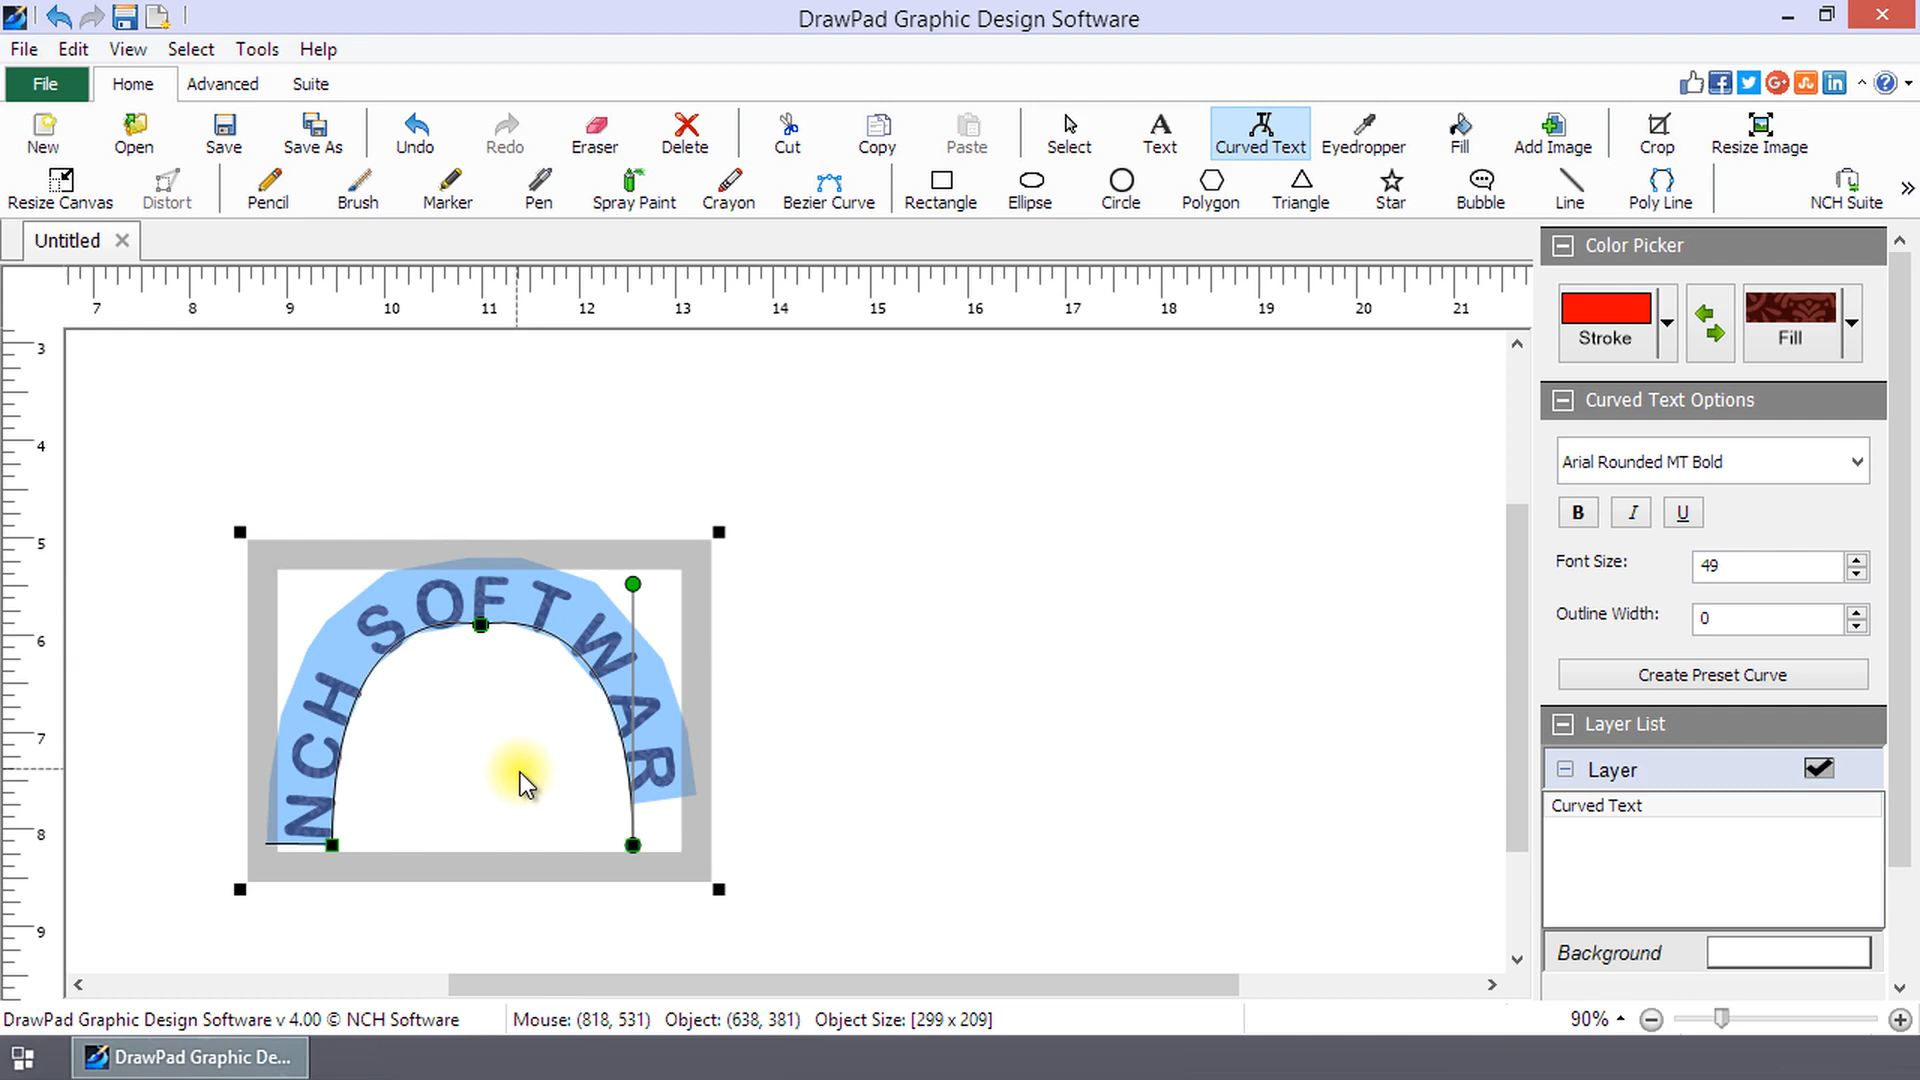 DrawPad Graphic Design Software
File Edit View Select Tools Help
File Home Advanced Suite
New Open Save Save As Undo Redo Eraser Delete Cut Copy Paste Select Text Curved Text Eyedropper Fill Add Image Crop Resize Image
Resize Canvas Distort Pencil Brush Marker Pen Spray Paint Crayon Bezier Curve Rectangle Ellipse Circle Polygon Triangle Star Bubble Line Poly Line NCH Suite
Untitled
7 8 9 10 11 12 13 14 15 16 17 18 19 20 21
3
4
5
6
7
8
9
NCH SOFTWAR
Color Picker
Stroke Fill
Curved Text Options
Arial Rounded MT Bold
B I U
Font Size: 49
Outline Width: 0
Create Preset Curve
Layer List
Layer
Curved Text
Background
DrawPad Graphic Design Software v 4.00 © NCH Software Mouse: (818, 531) Object: (638, 381) Object Size: [299 x 209] 90%
DrawPad Graphic De...